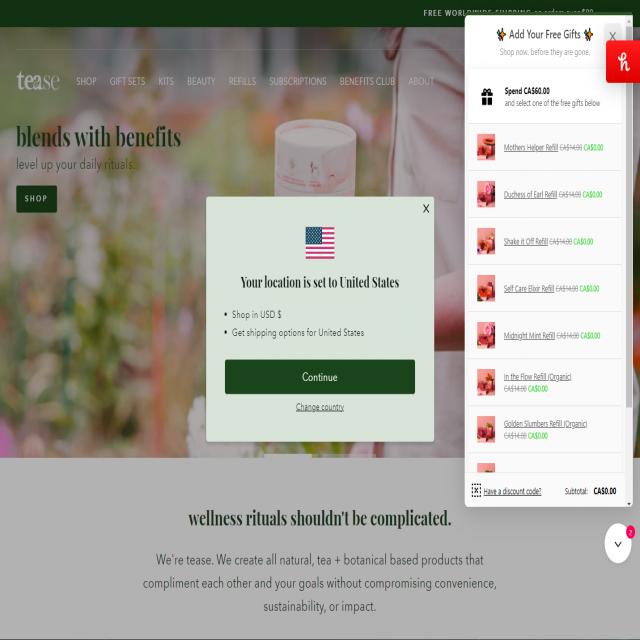 FREE WORLDWIDE SHIPPING on orders over $99
tease
SHOP GIFT SETS KITS BEAUTY REFILLS SUBSCRIPTIONS BENEFITS CLUB ABOUT
blends with benefits
level up your daily rituals.
SHOP
X
Your location is set to United States
• Shop in USD $
• Get shipping options for United States
Continue
Change country
Add Your Free Gifts
X
Shop now, before they are gone.
Spend CA$60.00
and select one of the free gifts below
Mothers Helper Refill CA$14.00 CA$0.00
Duchess of Earl Refill CA$14.00 CA$0.00
Shake it Off Refill CA$14.00 CA$0.00
Self Care Elixir Refill CA$14.00 CA$0.00
Midnight Mint Refill CA$14.00 CA$0.00
In the Flow Refill (Organic)
CA$14.00 CA$0.00
Golden Slumbers Refill (Organic)
CA$14.00 CA$0.00
Have a discount code? Subtotal: CA$0.00
h
wellness rituals shouldn't be complicated.
We're tease. We create all natural, tea + botanical based products that
compliment each other and your goals without compromising convenience,
sustainability, or impact.